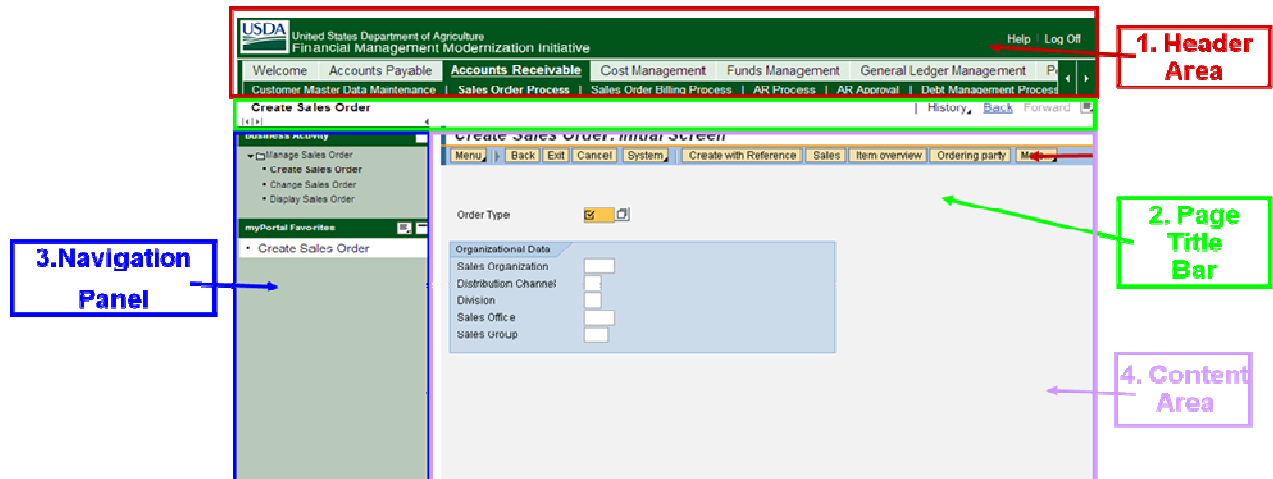 USDA United States Department of Agriculture
Financial Management Modernization Initiative
Help | Log Off
Welcome Accounts Payable Accounts Receivable Cost Management Funds Management General Ledger Management
Customer Master Data Maintenance | Sales Order Process | Sales Order Billing Process | AR Process | AR Approval | Debt Management Process
Create Sales Order
| History Back Forward
1. Header
Area
Business Activity
Manage Sales Order
• Create Sales Order
• Change Sales Order
• Display Sales Order
myPortal Favorites
• Create Sales Order
3.Navigation
Panel
Create Sales Order: Initial Screen
Menu Back Exit Cancel System Create with Reference Sales Item overview Ordering party
Order Type
Organizational Data
Sales Organization
Distribution Channel
Division
Sales Office
Sales Group
2. Page
Title
Bar
4. Content
Area